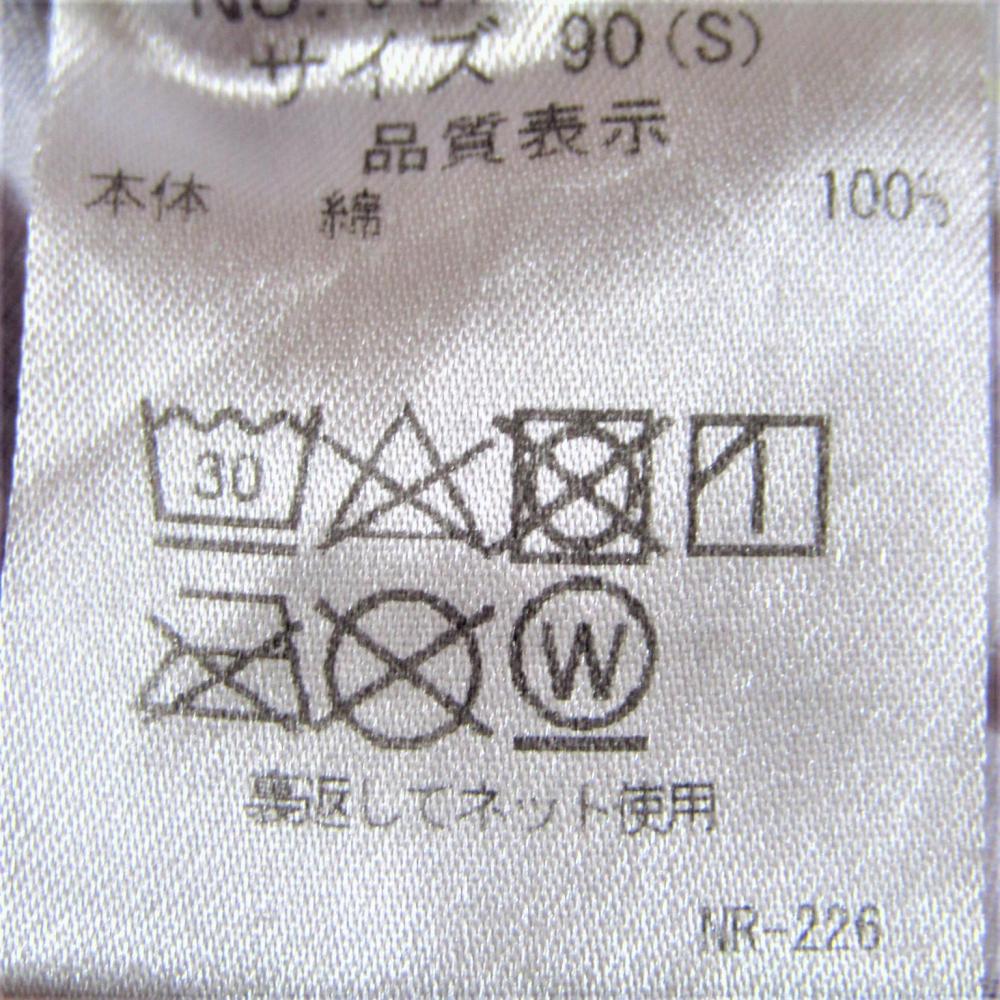 サイズ 90(S)
品質表示
本体 綿 100%
30
W
裏返してネット使用
NR-226